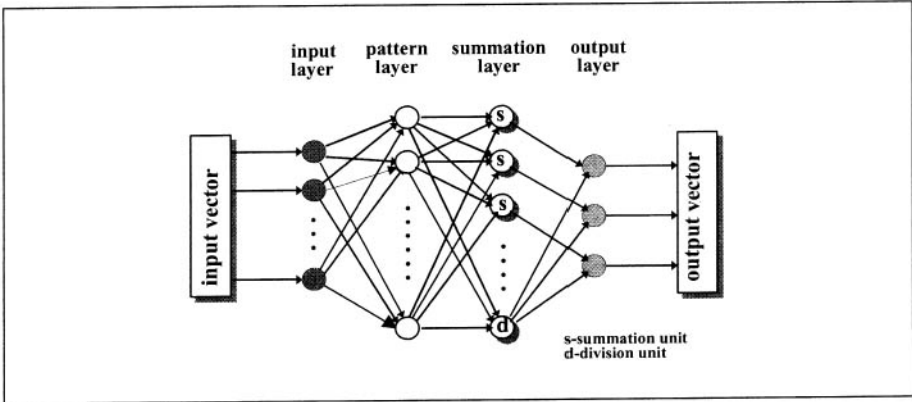 input layer
pattern layer
summation layer
output layer
input vector
s
s
s
d
output vector
s-summation unit
d-division unit